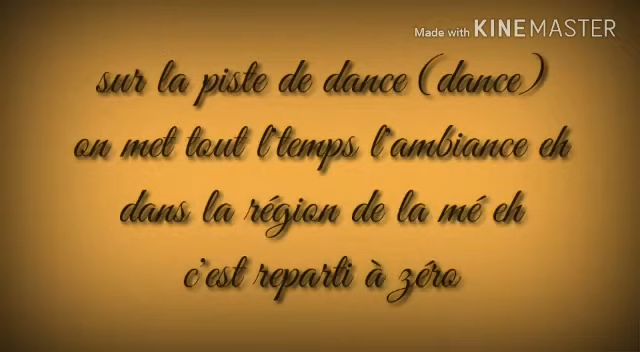 Made with KINEMASTER
sur la piste de dance (dance)
on met tout l'temps l'ambiance eh
dans la région de la mé eh
c'est reparti à zéro